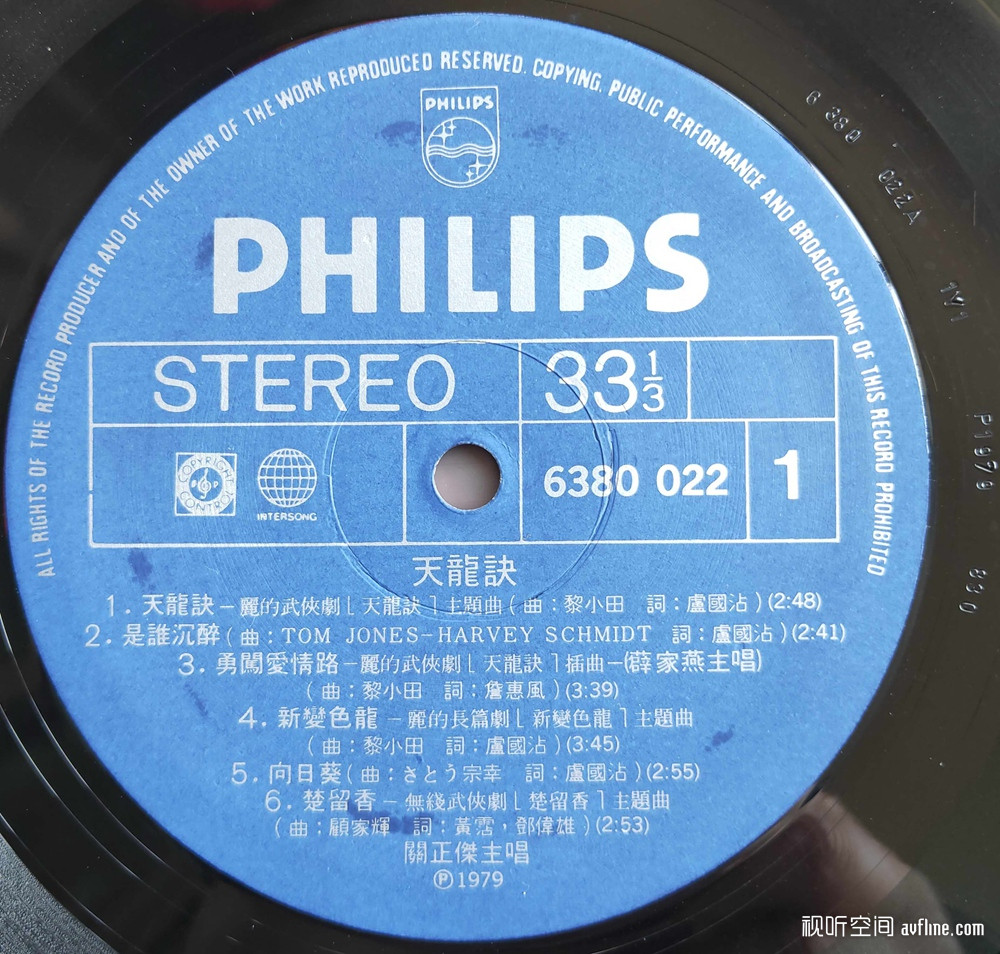 ALL RIGHTS OF THE RECORD PRODUCER AND OF THE OWNER OF THE WORK REPRODUCED RESERVED. COPYING, PUBLIC PERFORMANCE AND BROADCASTING OF THIS RECORD PROHIBITED
PHILIPS
PHILIPS
STEREO 33 1/3
COPYRIGHT CONTROL INTERSONG 6380 022 1
天龍訣
1. 天龍訣－麗的武俠劇「天龍訣」主題曲(曲：黎小田 詞：盧國沾)(2:48)
2. 是誰沉醉(曲：TOM JONES-HARVEY SCHMIDT 詞：盧國沾)(2:41)
3. 勇闖愛情路－麗的武俠劇「天龍訣」插曲－(薛家燕主唱)
(曲：黎小田 詞：詹惠風)(3:39)
4. 新變色龍－麗的長篇劇「新變色龍」主題曲
(曲：黎小田 詞：盧國沾)(3:45)
5. 向日葵(曲：さとう宗幸 詞：盧國沾)(2:55)
6. 楚留香－無綫武俠劇「楚留香」主題曲
(曲：顧家輝 詞：黃霑，鄧偉雄)(2:53)
關正傑主唱
Ⓟ1979
6380 022A 1Y1 P1979
視听空间 avfline.com